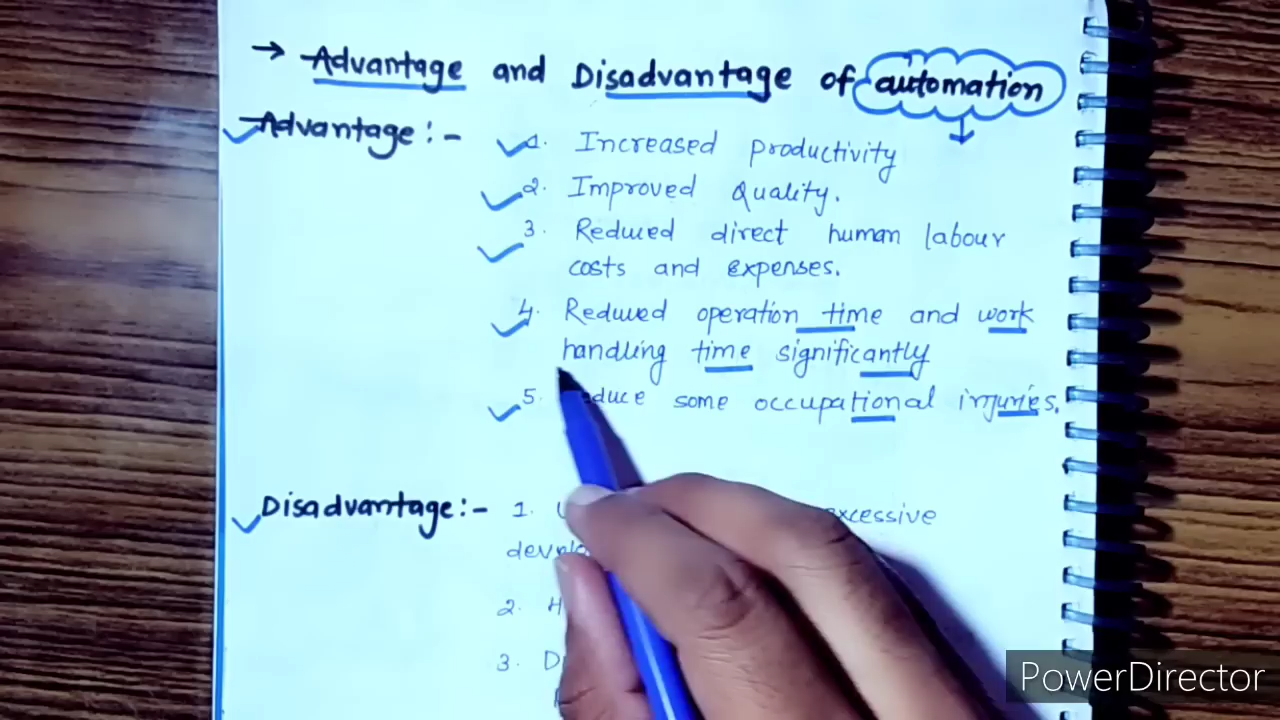 → Advantage and Disadvantage of automation
Advantage:-
1. Increased productivity
2. Improved Quality.
3. Reduced direct human labour
costs and expenses.
4. Reduced operation time and work
handling time significantly
5. duce some occupational injuries.
Disadvantage:- 1. excessive
2.
3.
PowerDirector